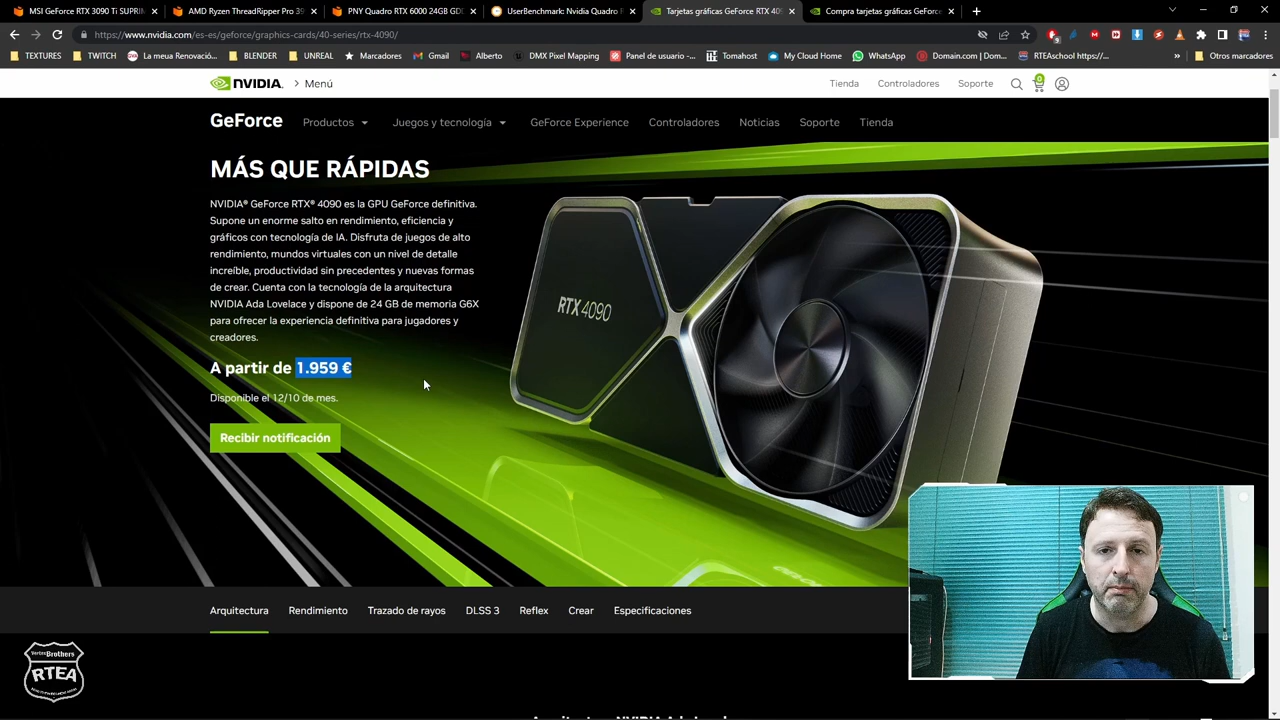 MSI GeForce RTX 3090 Ti SUPRIM
AMD Ryzen ThreadRipper Pro 39
PNY Quadro RTX 6000 24GB GD
UserBenchmark: Nvidia Quadro
Tarjetas gráficas GeForce RTX 40
Compra tarjetas gráficas GeForce
https://www.nvidia.com/es-es/geforce/graphics-cards/40-series/rtx-4090/
TEXTURES TWITCH La meua Renovació... BLENDER UNREAL Marcadores Gmail Alberto DMX Pixel Mapping Panel de usuario -... Tomahost My Cloud Home WhatsApp Domain.com | Dom... RTEAschool https://... » Otros marcadores
NVIDIA. Menú Tienda Controladores Soporte 0
GeForce Productos Juegos y tecnología GeForce Experience Controladores Noticias Soporte Tienda
MÁS QUE RÁPIDAS
NVIDIA® GeForce RTX® 4090 es la GPU GeForce definitiva.
Supone un enorme salto en rendimiento, eficiencia y
gráficos con tecnología de IA. Disfruta de juegos de alto
rendimiento, mundos virtuales con un nivel de detalle
increíble, productividad sin precedentes y nuevas formas
de crear. Cuenta con la tecnología de la arquitectura
NVIDIA Ada Lovelace y dispone de 24 GB de memoria G6X
para ofrecer la experiencia definitiva para jugadores y
creadores.
RTX 4090
A partir de 1.959 €
Disponible el 12/10 de mes.
Recibir notificación
Arquitectura Rendimiento Trazado de rayos DLSS 3 Reflex Crear Especificaciones
VertexBrothers
RTEA